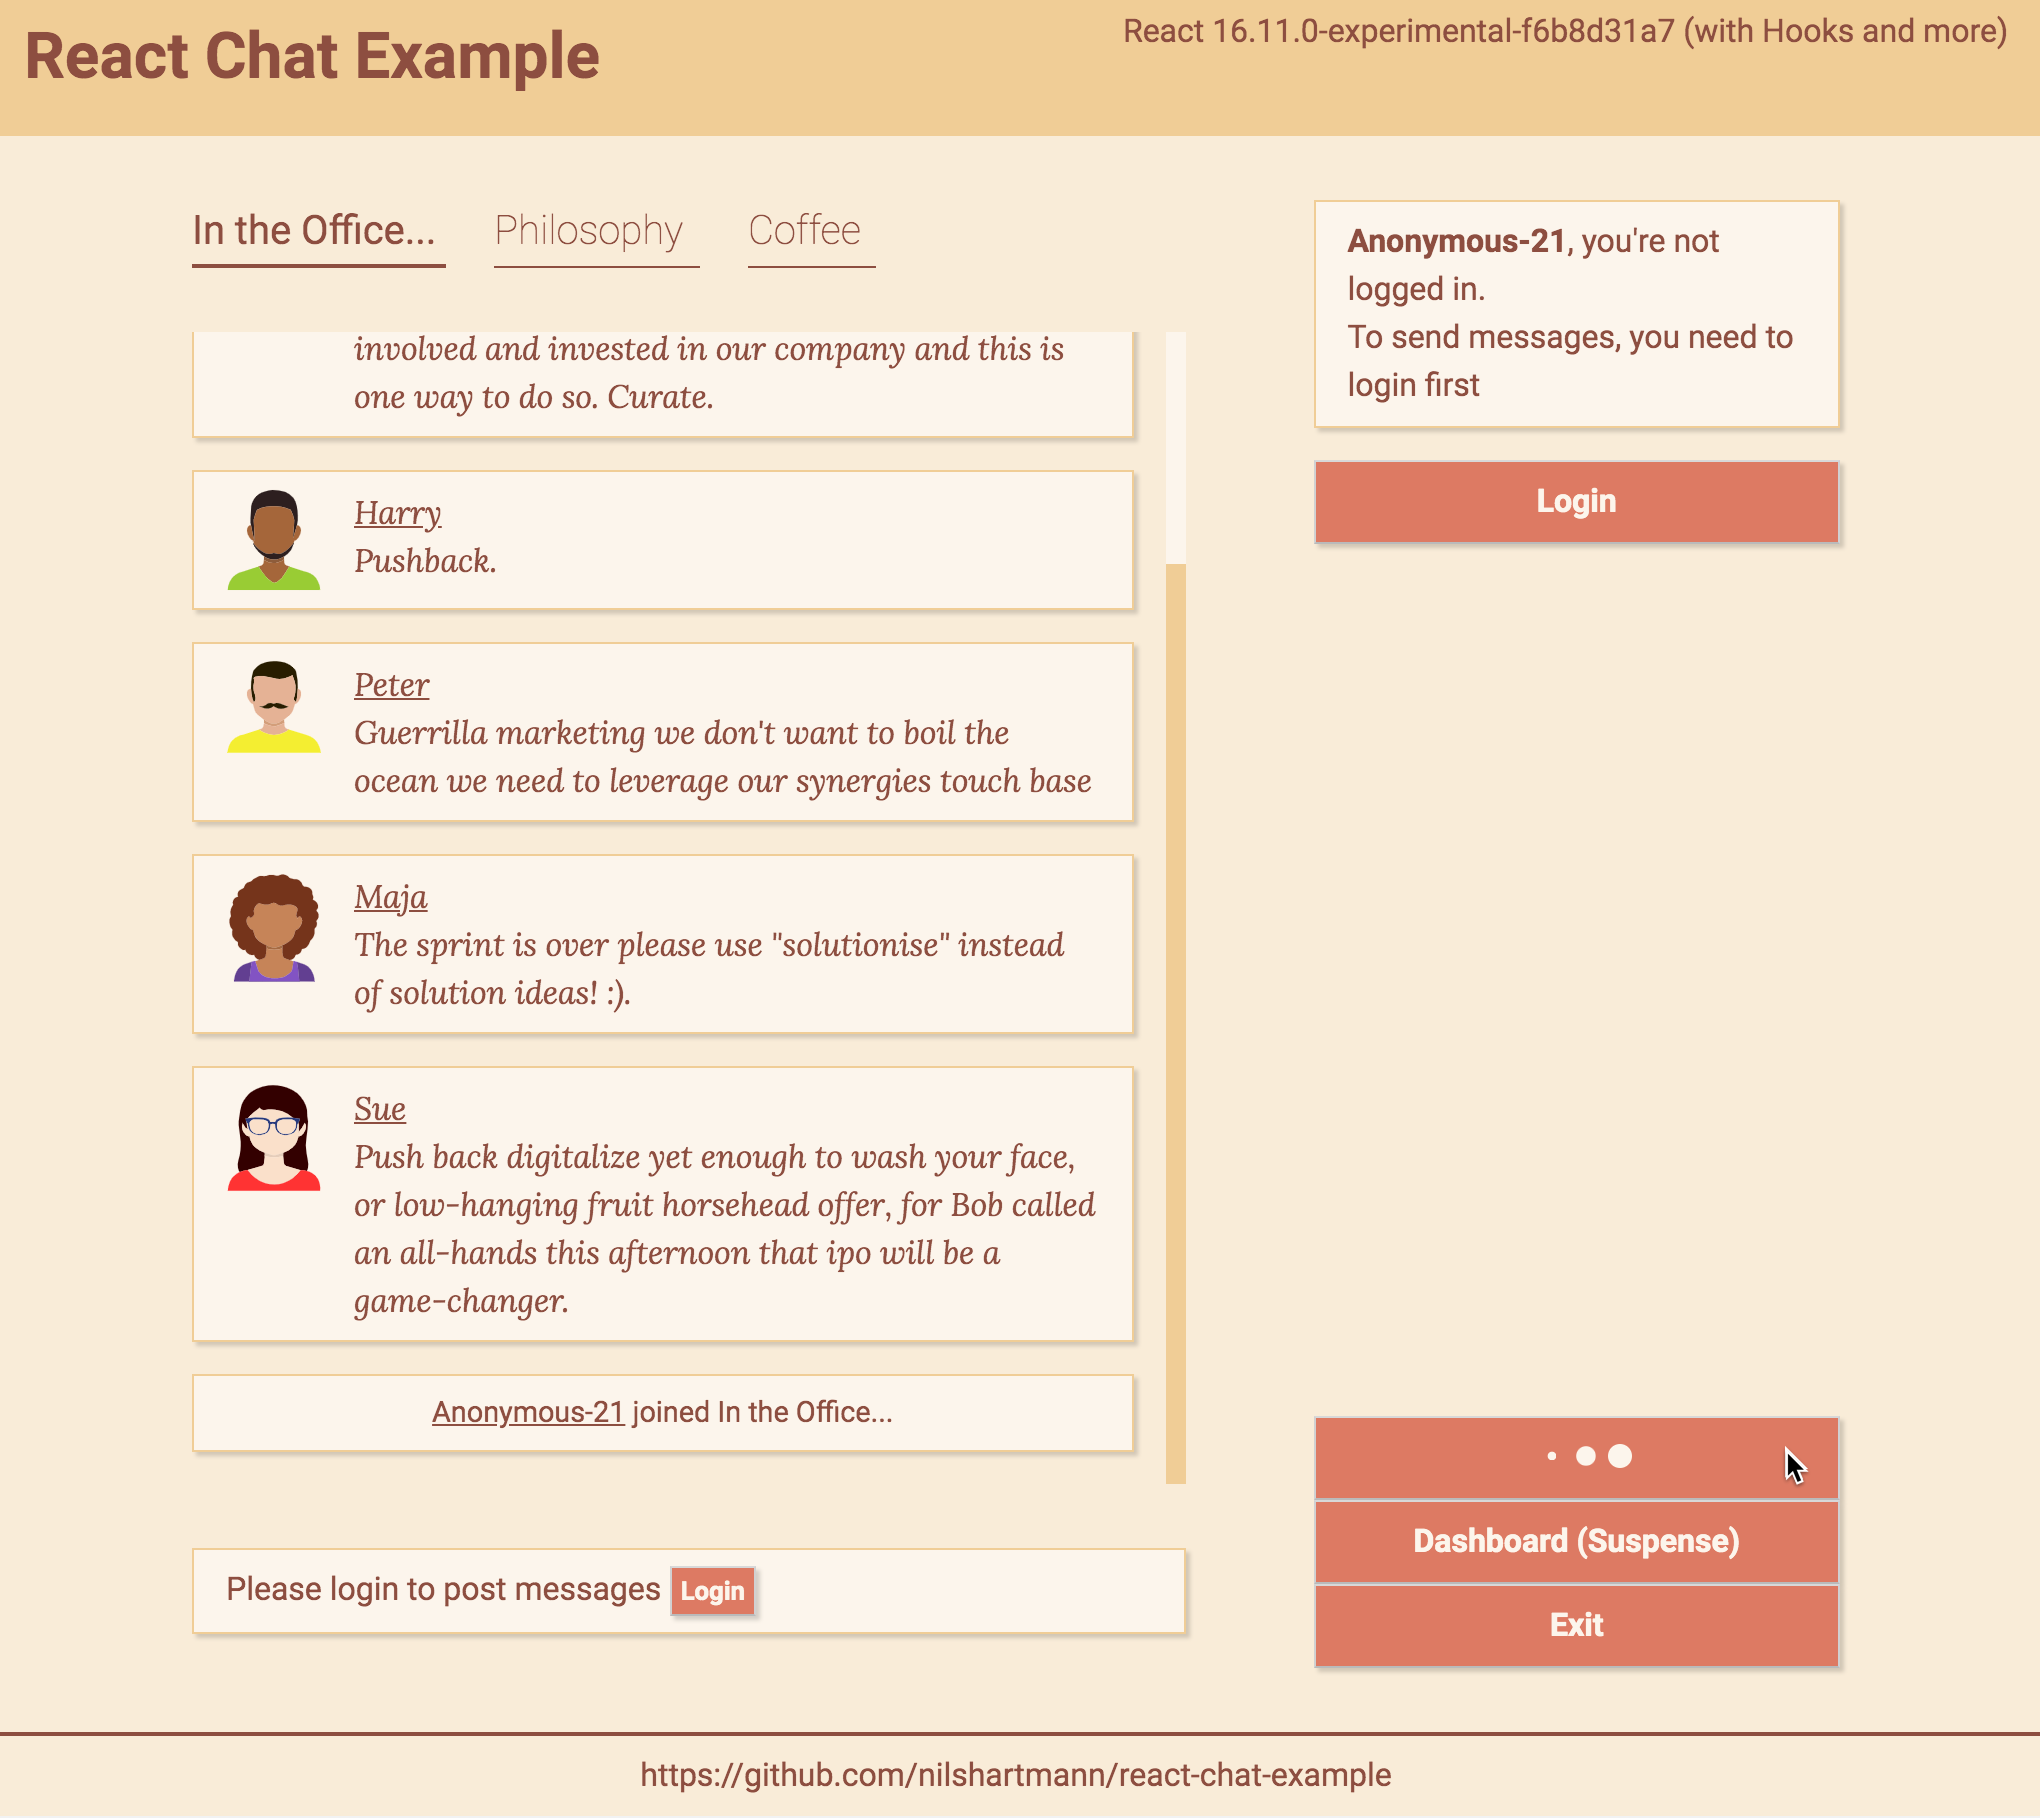 React Chat Example
React 16.11.0-experimental-f6b8d31a7 (with Hooks and more)
In the Office...
Philosophy
Coffee
involved and invested in our company and this is
one way to do so. Curate.
Harry
Pushback.
Peter
Guerrilla marketing we don't want to boil the
ocean we need to leverage our synergies touch base
Maja
The sprint is over please use "solutionise" instead
of solution ideas! :).
Sue
Push back digitalize yet enough to wash your face,
or low-hanging fruit horsehead offer, for Bob called
an all-hands this afternoon that ipo will be a
game-changer.
Anonymous-21 joined In the Office...
Please login to post messages Login
Anonymous-21, you're not
logged in.
To send messages, you need to
login first
Login
Dashboard (Suspense)
Exit
https://github.com/nilshartmann/react-chat-example